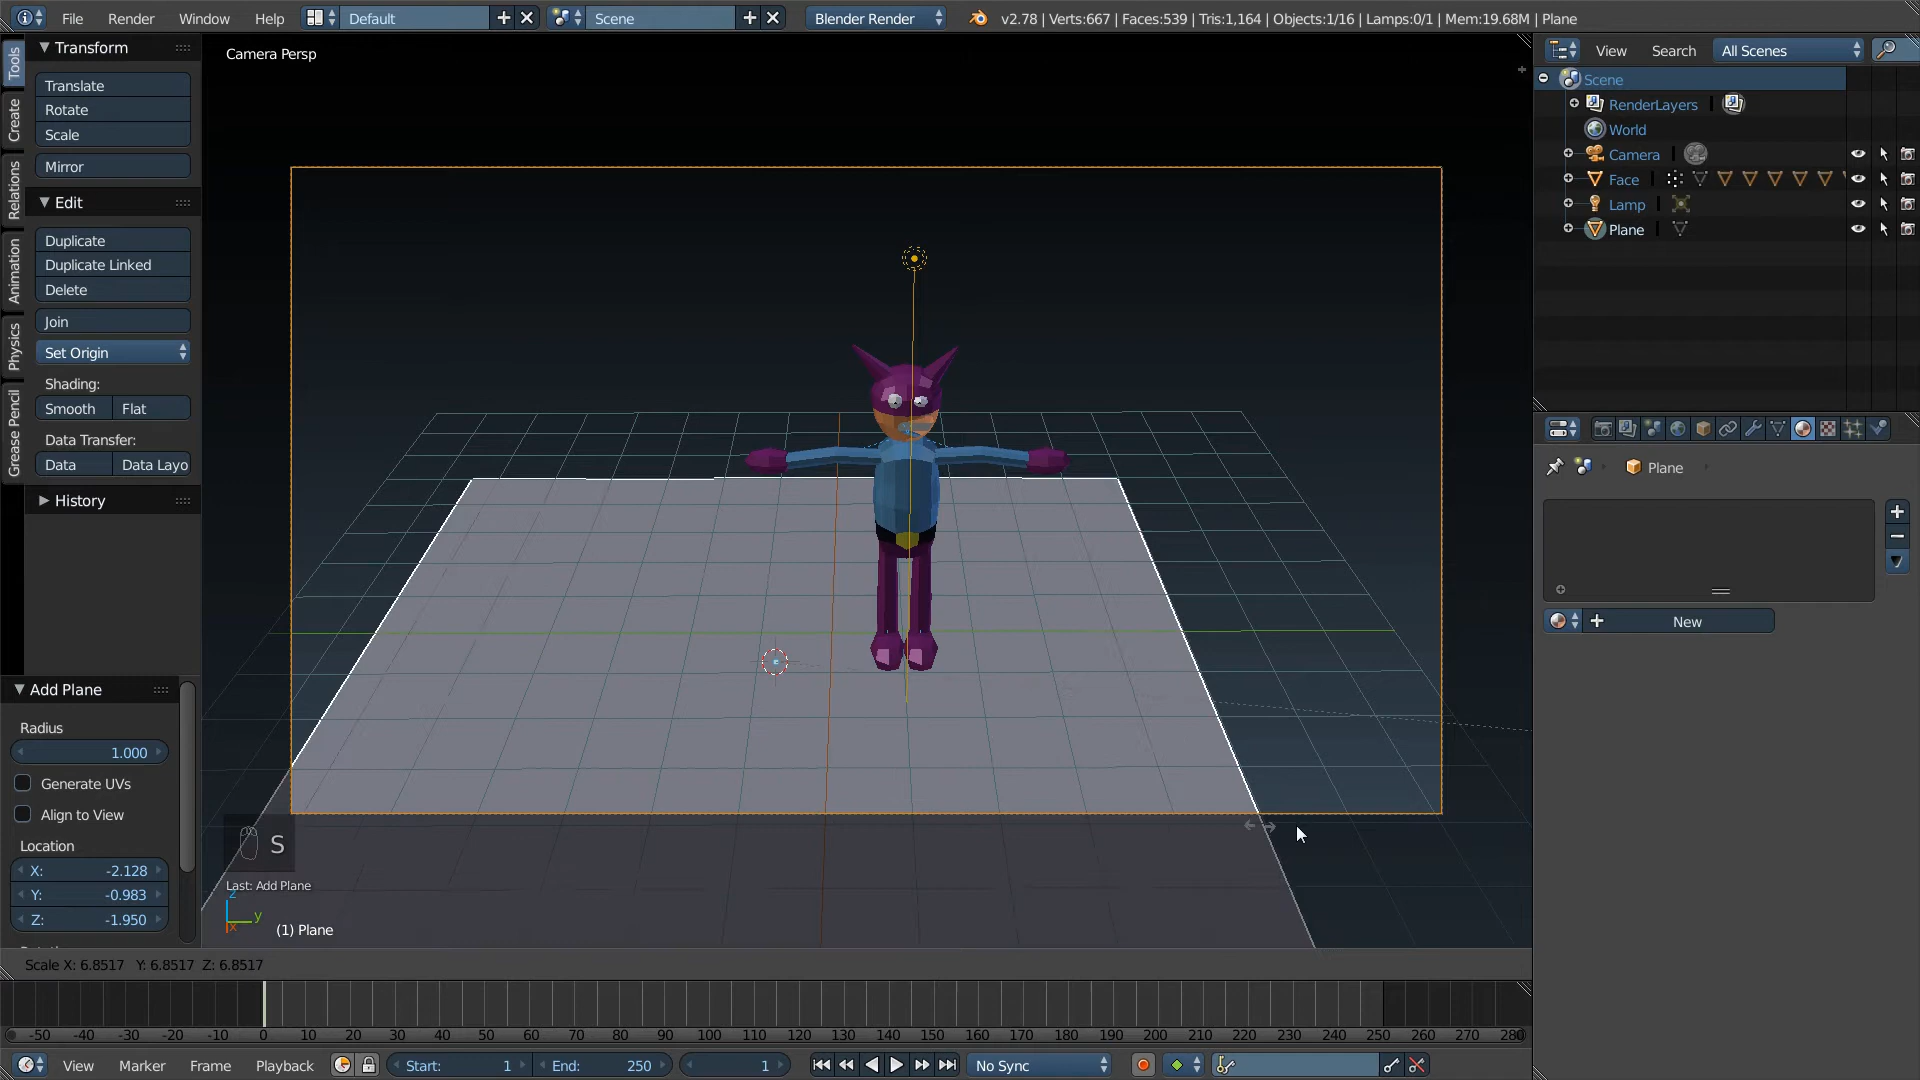 File Render Window Help Default Scene Blender Render v2.78 | Verts:667 | Faces:539 | Tris:1,164 | Objects:1/16 | Lamps:0/1 | Mem:19.68M | Plane
Tools
Create
Relations
Animation
Physics
Grease Pencil
Transform
Translate
Rotate
Scale
Mirror
Edit
Duplicate
Duplicate Linked
Delete
Join
Set Origin
Shading:
Smooth Flat
Data Transfer:
Data Data Layo
History
Add Plane
Radius
1.000
Generate UVs
Align to View
Location
X: -2.128
Y: -0.983
Z: -1.950
Camera Persp
S
Last: Add Plane
z
y
x
(1) Plane
Scale X: 6.8517 Y: 6.8517 Z: 6.8517
View Search All Scenes
Scene
RenderLayers
World
Camera
Face
Lamp
Plane
Plane
New
-50 -40 -30 -20 -10 0 10 20 30 40 50 60 70 80 90 100 110 120 130 140 150 160 170 180 190 200 210 220 230 240 250 260 270 280
View Marker Frame Playback Start: 1 End: 250 1 No Sync